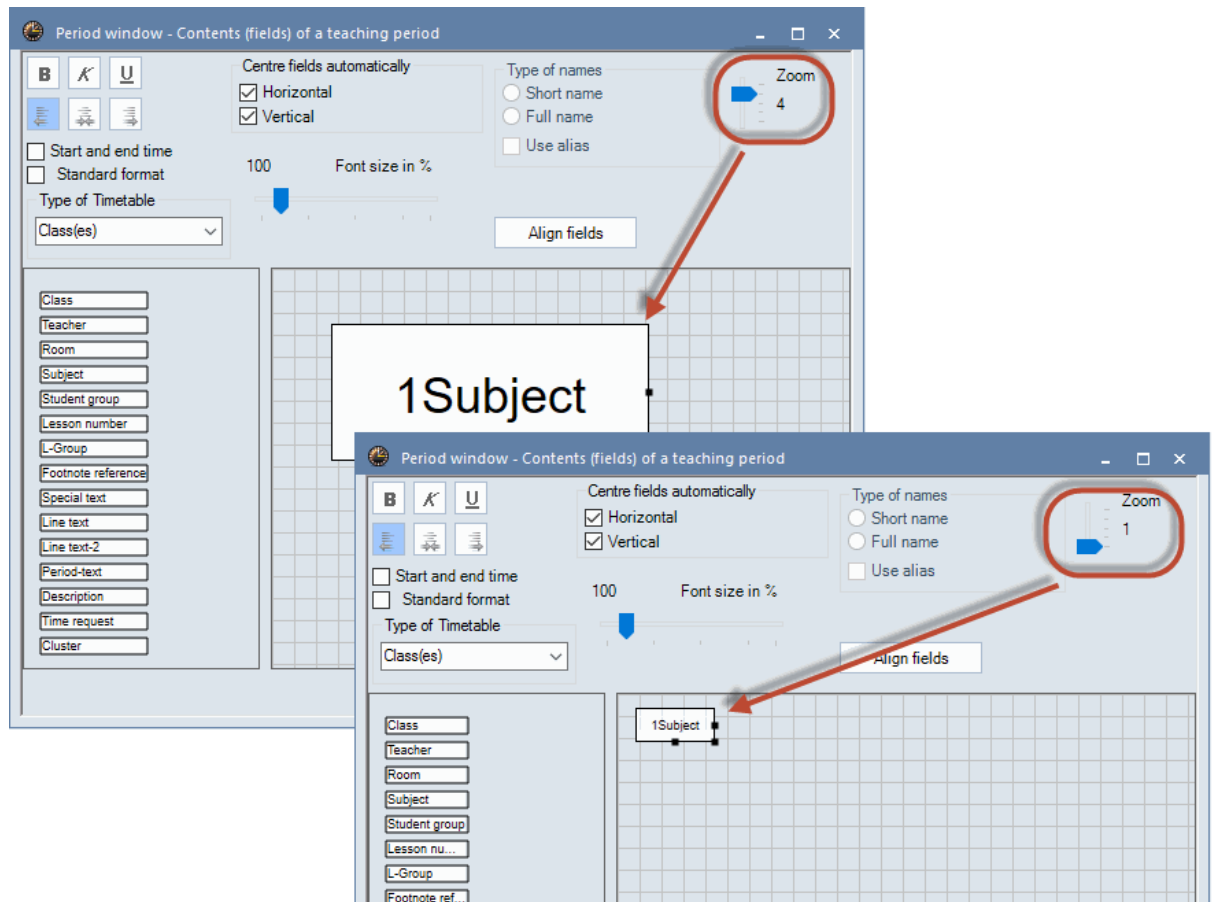 Period window - Contents (fields) of a teaching period
B K U
Centre fields automatically
Horizontal
Vertical
Type of names
Short name
Full name
Use alias
Zoom
4
Start and end time
Standard format
100 Font size in %
Type of Timetable
Class(es)
Align fields
Class
Teacher
Room
Subject
Student group
Lesson number
L-Group
Footnote reference
Special text
Line text
Line text-2
Period-text
Description
Time request
Cluster
1Subject
Period window - Contents (fields) of a teaching period
B K U
Centre fields automatically
Horizontal
Vertical
Type of names
Short name
Full name
Use alias
Zoom
1
Start and end time
Standard format
100 Font size in %
Type of Timetable
Class(es)
Align fields
Class
Teacher
Room
Subject
Student group
Lesson nu...
L-Group
Footnote ref...
1Subject